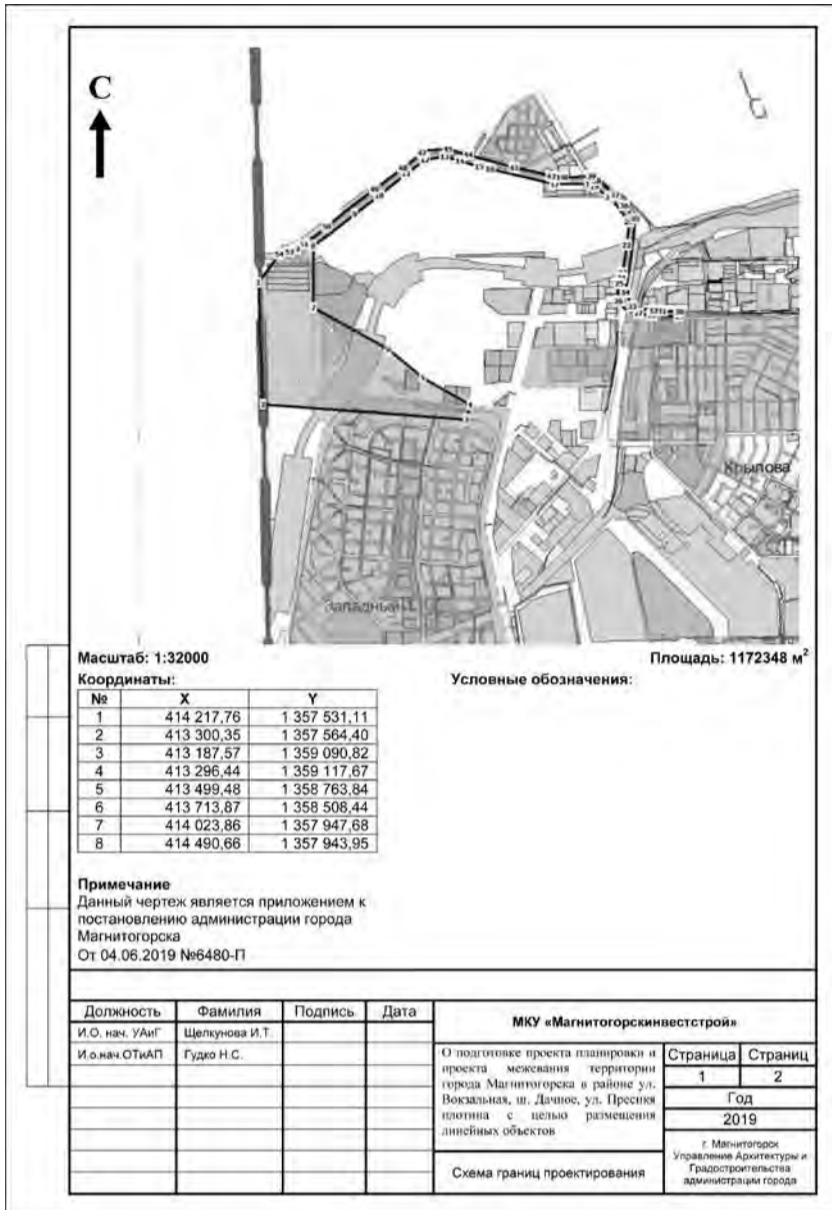 С
Крылова
Западный 1
Масштаб: 1:32000
Площадь: 1172348 м²
Координаты:
Условные обозначения:
№ X Y
1 414 217,76 1 357 531,11
2 413 300,35 1 357 564,40
3 413 187,57 1 359 090,82
4 413 296,44 1 359 117,67
5 413 499,48 1 358 763,84
6 413 713,87 1 358 508,44
7 414 023,86 1 357 947,68
8 414 490,66 1 357 943,95
Примечание
Данный чертеж является приложением к
постановлению администрации города
Магнитогорска
От 04.06.2019 №6480-П
Должность Фамилия Подпись Дата
МКУ «Магнитогорскинвестстрой»
И.О. нач. УАиГ Щелкунова И.Т.
И.о.нач.ОТиАП Гудко Н.С.
О подготовке проекта планировки и
проекта межевания территории
города Магнитогорска в районе ул.
Вокзальная, ш. Дачное, ул. Пресная
плотина с целью размещения
линейных объектов
Страница Страниц
1 2
Год
2019
Схема границ проектирования
г. Магнитогорск
Управление Архитектуры и
Градостроительства
администрации города